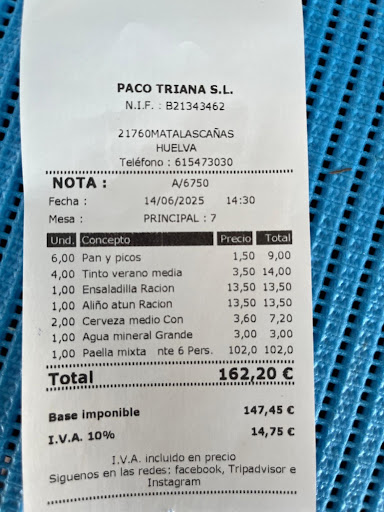 PACO TRIANA S.L.
N.I.F. : B21343462
21760MATALASCAÑAS
HUELVA
Teléfono : 615473030
NOTA : A/6750
Fecha : 14/06/2025 14:30
Mesa : PRINCIPAL : 7
Und. Concepto Precio Total
6,00 Pan y picos 1,50 9,00
4,00 Tinto verano media 3,50 14,00
1,00 Ensaladilla Racion 13,50 13,50
1,00 Aliño atun Racion 13,50 13,50
2,00 Cerveza medio Con 3,60 7,20
1,00 Agua mineral Grande 3,00 3,00
1,00 Paella mixta nte 6 Pers. 102,0 102,0
Total 162,20 €
Base imponible 147,45 €
I.V.A. 10% 14,75 €
I.V.A. incluido en precio
Siguenos en las redes: facebook, Tripadvisor e
Instagram